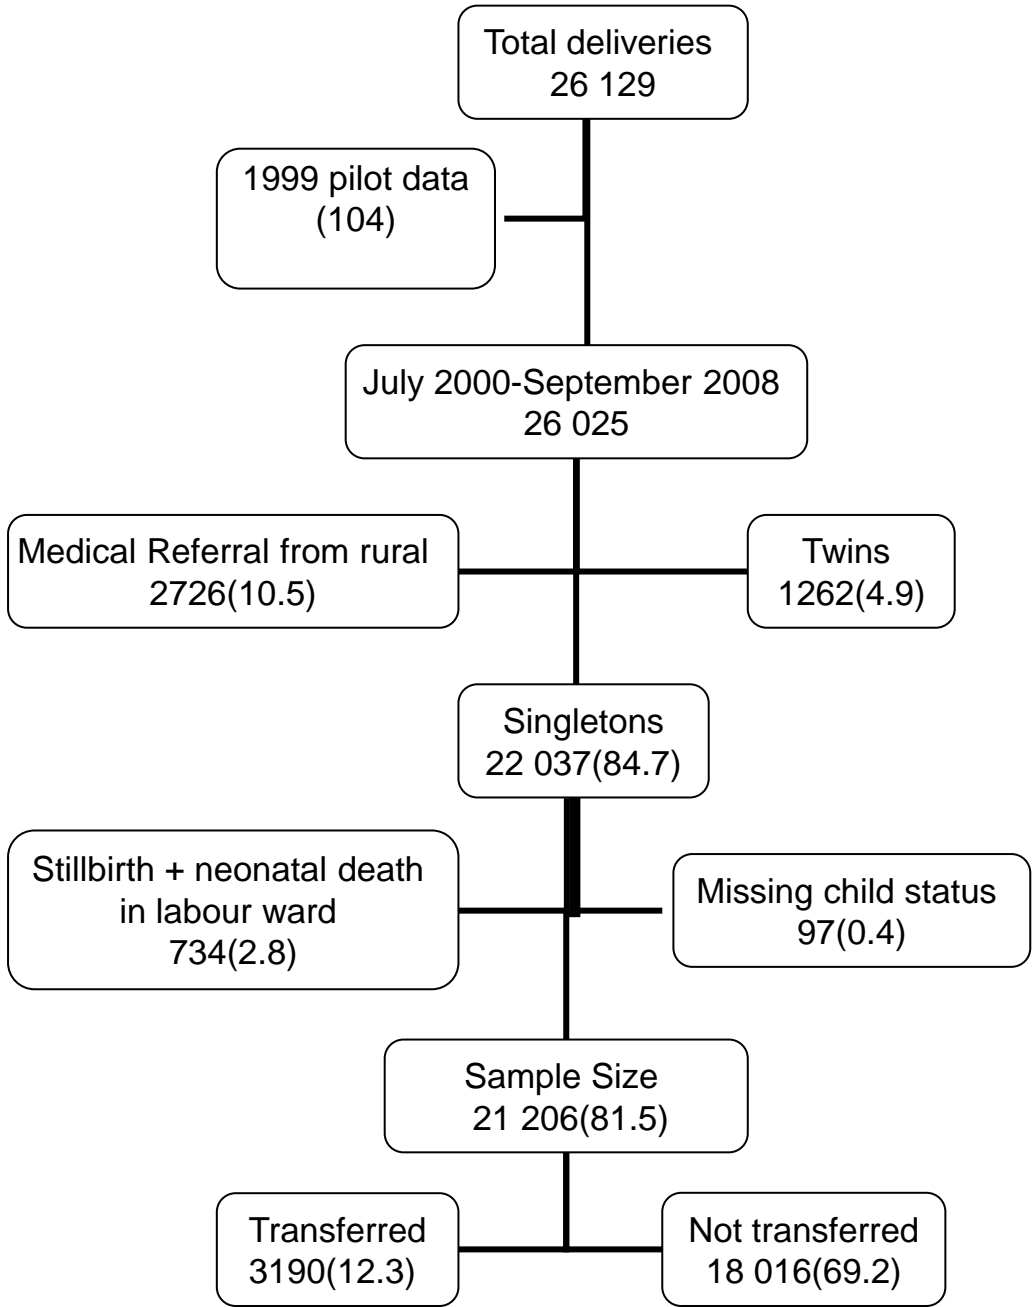 Total deliveries
26 129
1999 pilot data
(104)
July 2000-September 2008
26 025
Medical Referral from rural
2726(10.5)
Twins
1262(4.9)
Singletons
22 037(84.7)
Stillbirth + neonatal death
in labour ward
734(2.8)
Missing child status
97(0.4)
Sample Size
21 206(81.5)
Transferred
3190(12.3)
Not transferred
18 016(69.2)